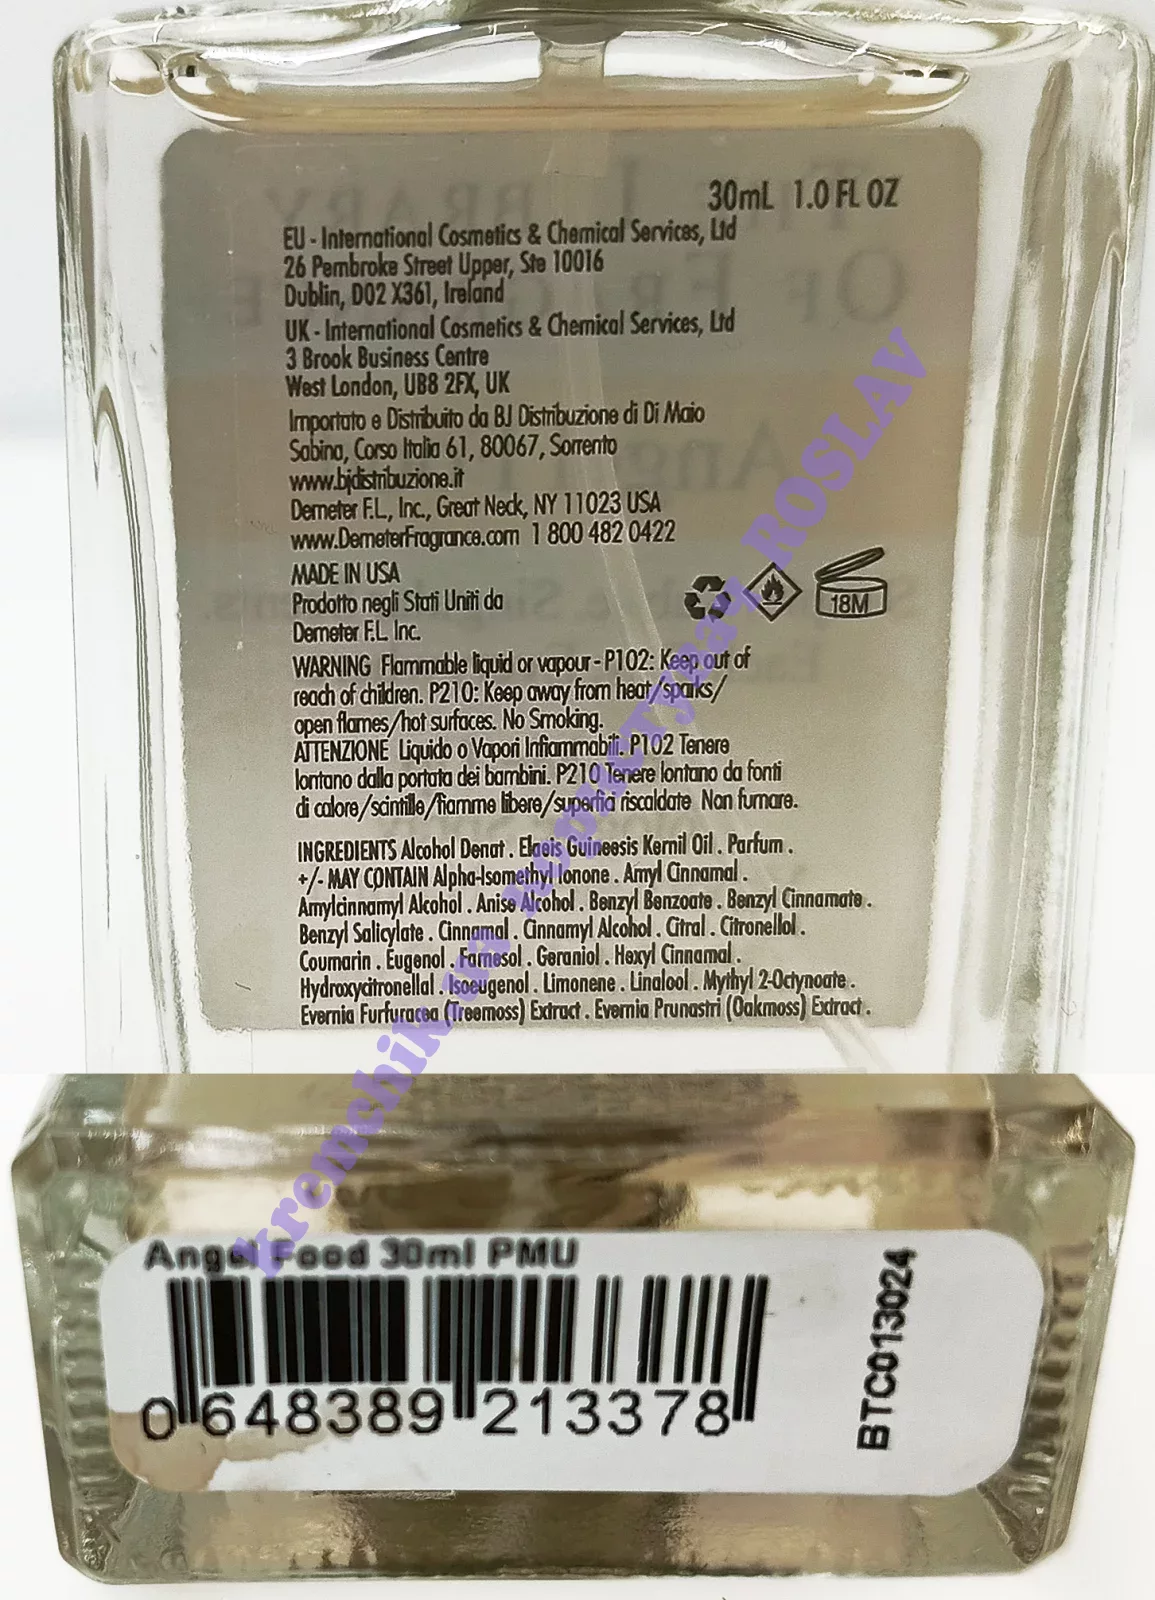 30mL 1.0 FL OZ
EU - International Cosmetics & Chemical Services, Ltd
26 Pembroke Street Upper, Ste 10016
Dublin, D02 X361, Ireland
UK - International Cosmetics & Chemical Services, Ltd
3 Brook Business Centre
West London, UB8 2FX, UK
Importato e Distribuito da BJ Distribuzione di Di Maio
Sabina, Corso Italia 61, 80067, Sorrento
www.bjdistribuzione.it
Demeter F.L., Inc., Great Neck, NY 11023 USA
www.DemeterFragrance.com 1 800 482 0422
MADE IN USA
Prodotto negli Stati Uniti da
Demeter F.L. Inc.
18M
WARNING Flammable liquid or vapour - P102: Keep out of
reach of children. P210: Keep away from heat/sparks/
open flames/hot surfaces. No Smoking.
ATTENZIONE Liquido o Vapori Infiammabili. P102 Tenere
lontano dalla portata dei bambini. P210 Tenere lontano da fonti
di calore/scintille/fiamme libere/superfia riscaldate Non fumare.
INGREDIENTS Alcohol Denat . Elaeis Guineesis Kernil Oil . Parfum .
+/- MAY CONTAIN Alpha-Isomethyl Ionone . Amyl Cinnamal .
Amylcinnamyl Alcohol . Anise Alcohol . Benzyl Benzoate . Benzyl Cinnamate .
Benzyl Salicylate . Cinnamal . Cinnamyl Alcohol . Citral . Citronellol .
Coumarin . Eugenol . Farnesol . Geraniol . Hexyl Cinnamal .
Hydroxycitronellal . Isoeugenol . Limonene . Linalool . Mythyl 2-Octynoate .
Evernia Furfuracea (Treemoss) Extract . Evernia Prunastri (Oakmoss) Extract .
Angel Food 30ml PMU
0 648389 213378
BTC013024
kremchik.ua ROSLAV